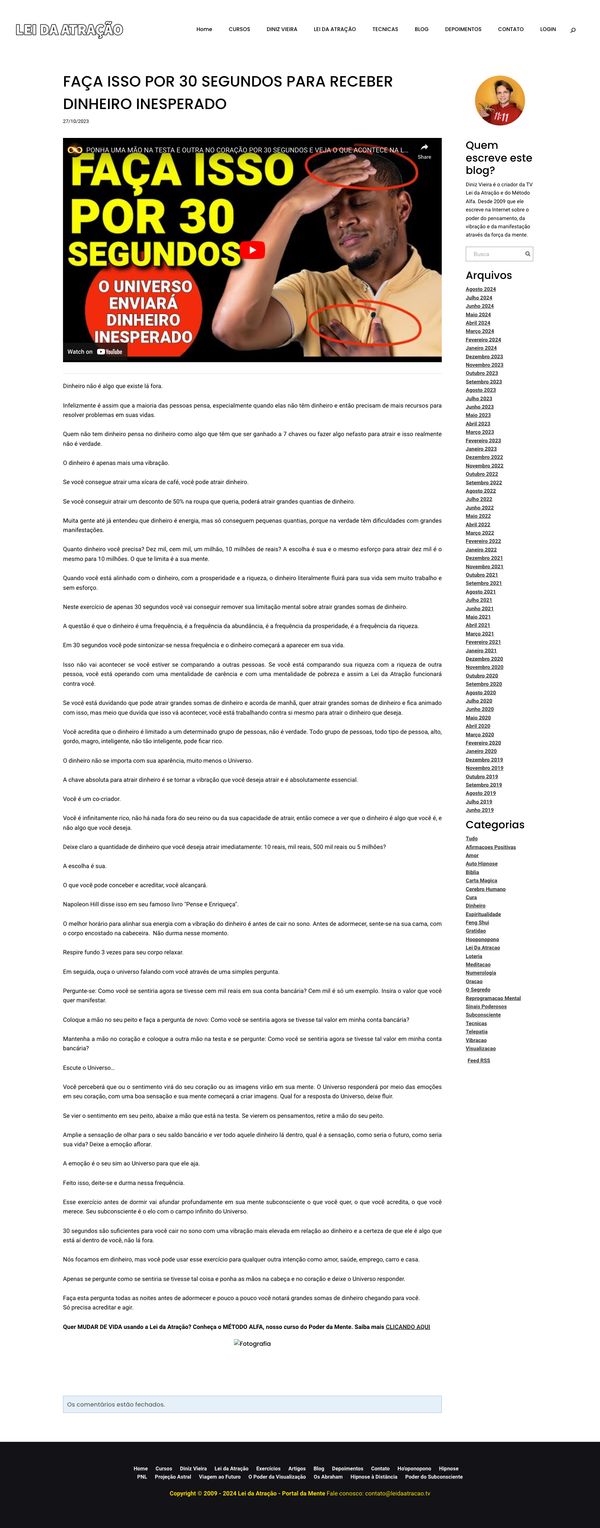 LEI DA ATRAÇÃO
Home CURSOS DINIZ VIEIRA LEI DA ATRAÇÃO TECNICAS BLOG DEPOIMENTOS CONTATO LOGIN
FAÇA ISSO POR 30 SEGUNDOS PARA RECEBER
DINHEIRO INESPERADO
27/10/2023
PONHA UMA MÃO NA TESTA E OUTRA NO CORAÇÃO POR 30 SEGUNDOS E VEJA O QUE ACONTECE NA L...
Share
FAÇA ISSO
POR 30
SEGUNDOS
O UNIVERSO
ENVIARÁ
DINHEIRO
INESPERADO
Watch on YouTube
Dinheiro não é algo que existe lá fora.
Infelizmente é assim que a maioria das pessoas pensa, especialmente quando elas não têm dinheiro e então precisam de mais recursos para
resolver problemas em suas vidas.
Quem não tem dinheiro pensa no dinheiro como algo que têm que ser ganhado a 7 chaves ou fazer algo nefasto para atrair e isso realmente
não é verdade.
O dinheiro é apenas mais uma vibração.
Se você consegue atrair uma xícara de café, você pode atrair dinheiro.
Se você conseguir atrair um desconto de 50% na roupa que queria, poderá atrair grandes quantias de dinheiro.
Muita gente até já entendeu que dinheiro é energia, mas só conseguem pequenas quantias, porque na verdade têm dificuldades com grandes
manifestações.
Quanto dinheiro você precisa? Dez mil, cem mil, um milhão, 10 milhões de reais? A escolha é sua e o mesmo esforço para atrair dez mil é o
mesmo para 10 milhões. O que te limita é a sua mente.
Quando você está alinhado com o dinheiro, com a prosperidade e a riqueza, o dinheiro literalmente fluirá para sua vida sem muito trabalho e
sem esforço.
Neste exercício de apenas 30 segundos você vai conseguir remover sua limitação mental sobre atrair grandes somas de dinheiro.
A questão é que o dinheiro é uma frequência, é a frequência da abundância, é a frequência da prosperidade, é a frequência da riqueza.
Em 30 segundos você pode sintonizar-se nessa frequência e o dinheiro começará a aparecer em sua vida.
Isso não vai acontecer se você estiver se comparando a outras pessoas. Se você está comparando sua riqueza com a riqueza de outra
pessoa, você está operando com uma mentalidade de carência e com uma mentalidade de pobreza e assim a Lei da Atração funcionará
contra você.
Se você está duvidando que pode atrair grandes somas de dinheiro e acorda de manhã, quer atrair grandes somas de dinheiro e fica animado
com isso, mas meio que duvida que isso vá acontecer, você está trabalhando contra si mesmo para atrair o dinheiro que deseja.
Você acredita que o dinheiro é limitado a um determinado grupo de pessoas, não é verdade. Todo grupo de pessoas, todo tipo de pessoa, alto,
gordo, magro, inteligente, não tão inteligente, pode ficar rico.
O dinheiro não se importa com sua aparência, muito menos o Universo.
A chave absoluta para atrair dinheiro é se tornar a vibração que você deseja atrair e é absolutamente essencial.
Você é um co-criador.
Você é infinitamente rico, não há nada fora do seu reino ou da sua capacidade de atrair, então comece a ver que o dinheiro é algo que você é, e
não algo que você deseja.
Deixe claro a quantidade de dinheiro que você deseja atrair imediatamente: 10 reais, mil reais, 500 mil reais ou 5 milhões?
A escolha é sua.
O que você pode conceber e acreditar, você alcançará.
Napoleon Hill disse isso em seu famoso livro "Pense e Enriqueça".
O melhor horário para alinhar sua energia com a vibração do dinheiro é antes de cair no sono. Antes de adormecer, sente-se na sua cama, com
o corpo encostado na cabeceira. Não durma nesse momento.
Respire fundo 3 vezes para seu corpo relaxar.
Em seguida, ouça o universo falando com você através de uma simples pergunta.
Pergunte-se: Como você se sentiria agora se tivesse cem mil reais em sua conta bancária? Cem mil é só um exemplo. Insira o valor que você
quer manifestar.
Coloque a mão no seu peito e faça a pergunta de novo: Como você se sentiria agora se tivesse tal valor em minha conta bancária?
Mantenha a mão no coração e coloque a outra mão na testa e se pergunte: Como você se sentiria agora se tivesse tal valor em minha conta
bancária?
Escute o Universo...
Você perceberá que ou o sentimento virá do seu coração ou as imagens virão em sua mente. O Universo responderá por meio das emoções
em seu coração, com uma boa sensação e sua mente começará a criar imagens. Qual for a resposta do Universo, deixe fluir.
Se vier o sentimento em seu peito, abaixe a mão que está na testa. Se vierem os pensamentos, retire a mão do seu peito.
Amplie a sensação de olhar para o seu saldo bancário e ver todo aquele dinheiro lá dentro, qual é a sensação, como seria o futuro, como seria
sua vida? Deixe a emoção aflorar.
A emoção é o seu sim ao Universo para que ele aja.
Feito isso, deite-se e durma nessa frequência.
Esse exercício antes de dormir vai afundar profundamente em sua mente subconsciente o que você quer, o que você acredita, o que você
merece. Seu subconsciente é o elo com o campo infinito do Universo.
30 segundos são suficientes para você cair no sono com uma vibração mais elevada em relação ao dinheiro e a certeza de que ele é algo que
está aí dentro de você, não lá fora.
Nós focamos em dinheiro, mas você pode usar esse exercício para qualquer outra intenção como amor, saúde, emprego, carro e casa.
Apenas se pergunte como se sentiria se tivesse tal coisa e ponha as mãos na cabeça e no coração e deixe o Universo responder.
Faça esta pergunta todas as noites antes de adormecer e pouco a pouco você notará grandes somas de dinheiro chegando para você.
Só precisa acreditar e agir.
Quer MUDAR DE VIDA usando a Lei da Atração? Conheça o MÉTODO ALFA, nosso curso do Poder da Mente. Saiba mais CLICANDO AQUI
Fotografia
Os comentários estão fechados.
11:11
Quem
escreve este
blog?
Diniz Vieira é o criador da TV
Lei da Atração e do Método
Alfa. Desde 2009 que ele
escreve na Internet sobre o
poder do pensamento, da
vibração e da manifestação
através da força da mente.
Busca
Arquivos
Agosto 2024
Julho 2024
Junho 2024
Maio 2024
Abril 2024
Março 2024
Fevereiro 2024
Janeiro 2024
Dezembro 2023
Novembro 2023
Outubro 2023
Setembro 2023
Agosto 2023
Julho 2023
Junho 2023
Maio 2023
Abril 2023
Março 2023
Fevereiro 2023
Janeiro 2023
Dezembro 2022
Novembro 2022
Outubro 2022
Setembro 2022
Agosto 2022
Julho 2022
Junho 2022
Maio 2022
Abril 2022
Março 2022
Fevereiro 2022
Janeiro 2022
Dezembro 2021
Novembro 2021
Outubro 2021
Setembro 2021
Agosto 2021
Julho 2021
Junho 2021
Maio 2021
Abril 2021
Março 2021
Fevereiro 2021
Janeiro 2021
Dezembro 2020
Novembro 2020
Outubro 2020
Setembro 2020
Agosto 2020
Julho 2020
Junho 2020
Maio 2020
Abril 2020
Março 2020
Fevereiro 2020
Janeiro 2020
Dezembro 2019
Novembro 2019
Outubro 2019
Setembro 2019
Agosto 2019
Julho 2019
Junho 2019
Categorias
Tudo
Afirmacoes Positivas
Amor
Auto Hipnose
Biblia
Carta Magica
Cerebro Humano
Cura
Dinheiro
Espiritualidade
Feng Shui
Gratidao
Hooponopono
Lei Da Atracao
Loteria
Meditacao
Numerologia
Oracao
O Segredo
Reprogramacao Mental
Sinais Poderosos
Subconsciente
Tecnicas
Telepatia
Vibracao
Visualizacao
Feed RSS
Home Cursos Diniz Vieira Lei da Atração Exercícios Artigos Blog Depoimentos Contato Ho'oponopono Hipnose
PNL Projeção Astral Viagem ao Futuro O Poder da Visualização Os Abraham Hipnose à Distância Poder do Subconsciente
Copyright © 2009 - 2024 Lei da Atração - Portal da Mente Fale conosco: contato@leidaatracao.tv